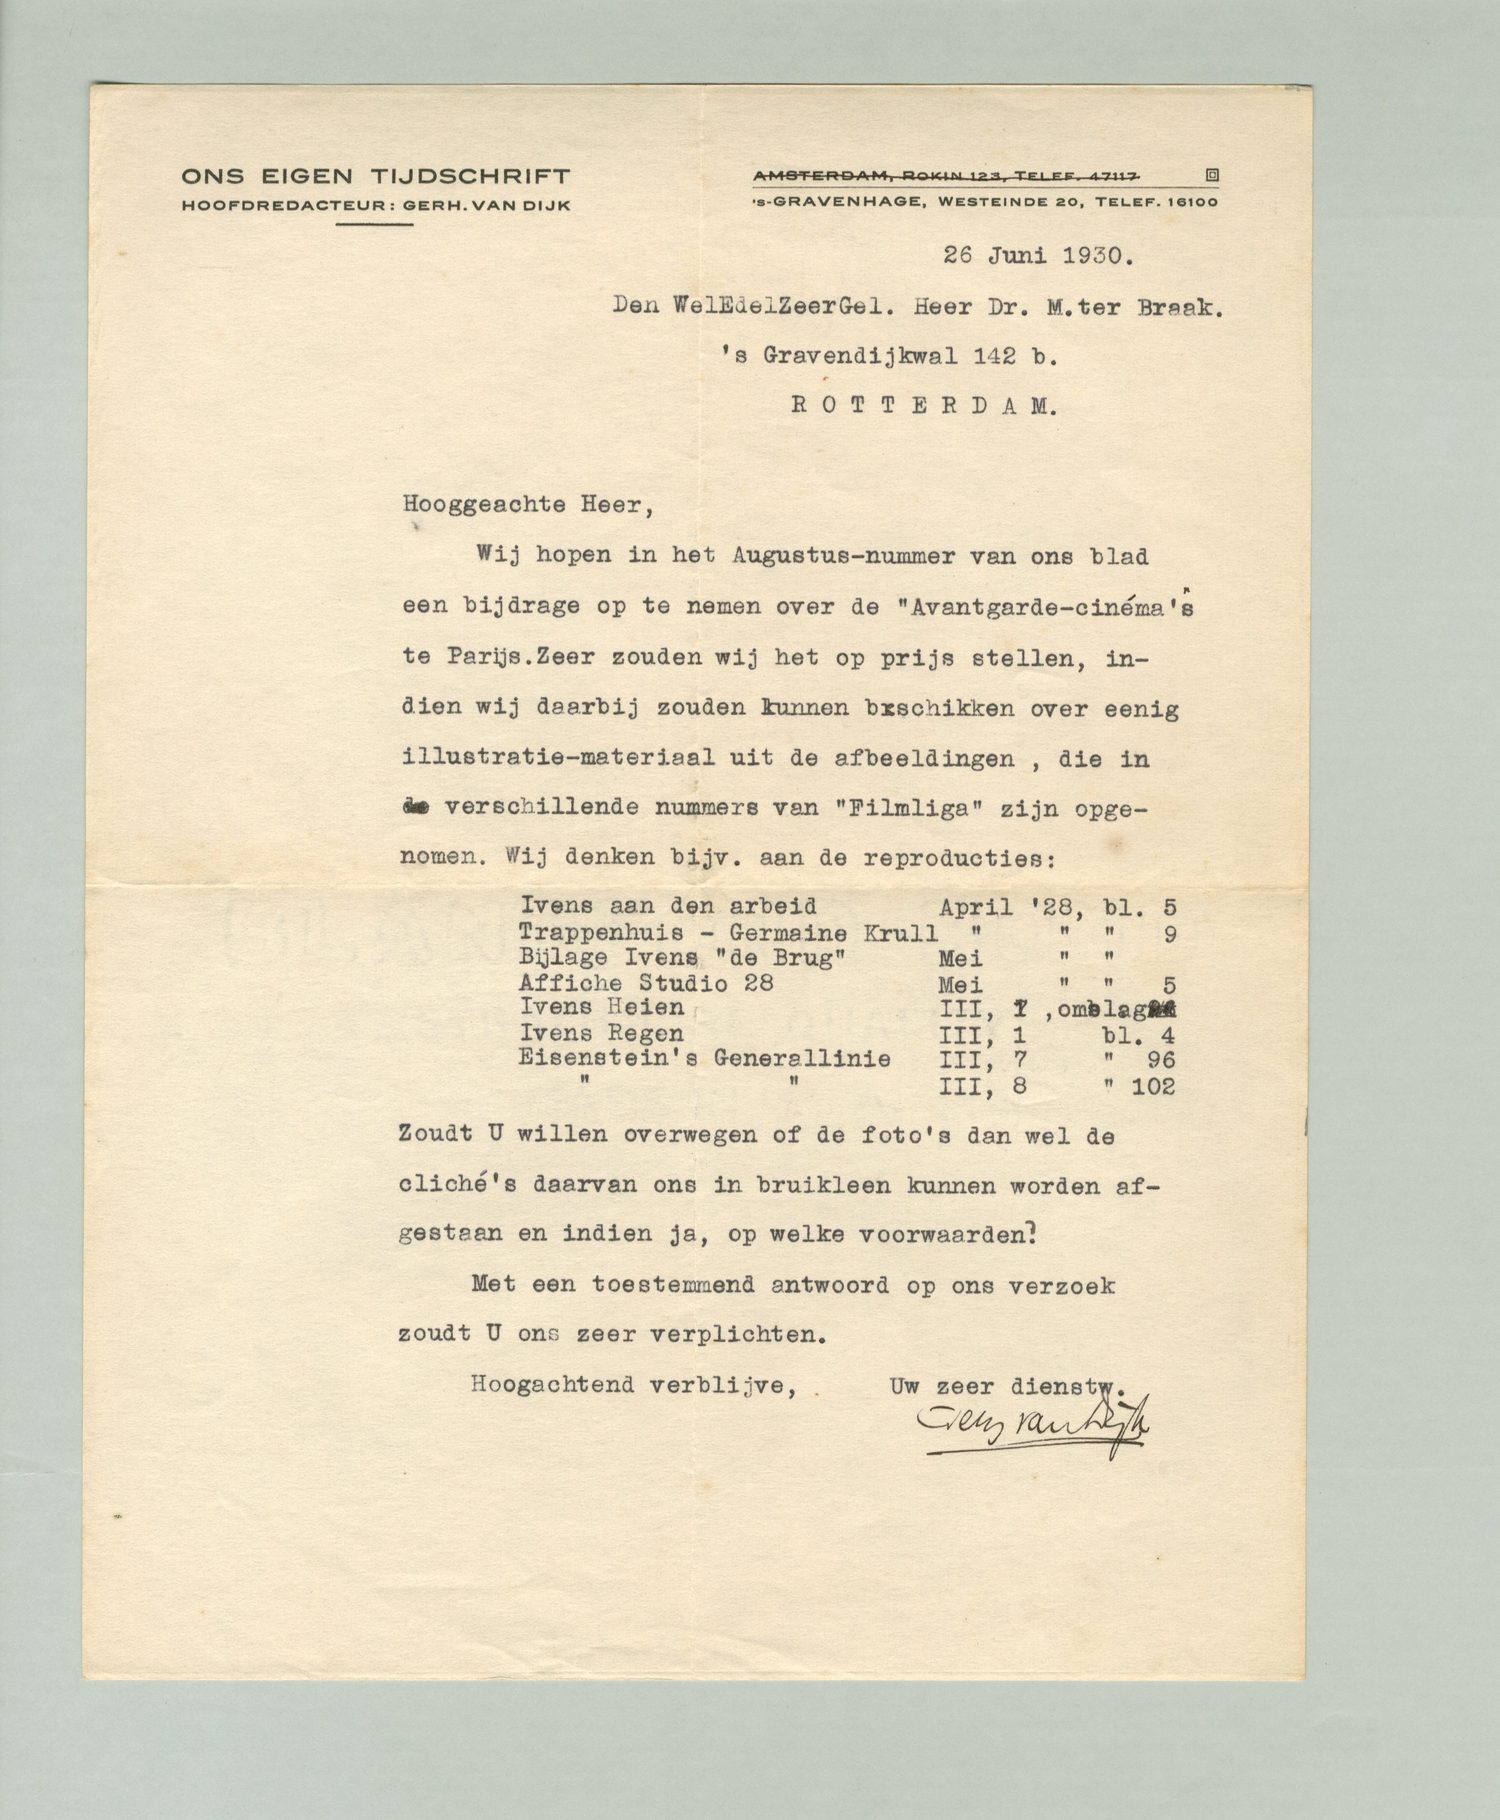 ONS EIGEN TIJDSCHRIFT
HOOFDREDACTEUR: GERH. VAN DIJK
AMSTERDAM, ROKIN 123, TELEF. 47117
's-GRAVENHAGE, WESTEINDE 20, TELEF. 16100
26 Juni 1930.
Den WelEdelZeerGel. Heer Dr. M.ter Braak.
's Gravendijkwal 142 b.
R O T T E R D A M.
Hooggeachte Heer,
Wij hopen in het Augustus-nummer van ons blad
een bijdrage op te nemen over de "Avantgarde-cinéma's"
te Parijs.Zeer zouden wij het op prijs stellen, in-
dien wij daarbij zouden kunnen bxschikken over eenig
illustratie-materiaal uit de afbeeldingen , die in
de verschillende nummers van "Filmliga" zijn opge-
nomen. Wij denken bijv. aan de reproducties:
Ivens aan den arbeid April '28, bl. 5
Trappenhuis - Germaine Krull " " " 9
Bijlage Ivens "de Brug" Mei " "
Affiche Studio 28 Mei " " 5
Ivens Heien III, 1 ,omslag
Ivens Regen III, 1 bl. 4
Eisenstein's Generallinie III, 7 " 96
" " III, 8 " 102
Zoudt U willen overwegen of de foto's dan wel de
cliché's daarvan ons in bruikleen kunnen worden af-
gestaan en indien ja, op welke voorwaarden?
Met een toestemmend antwoord op ons verzoek
zoudt U ons zeer verplichten.
Hoogachtend verblijve, Uw zeer dienstw.
Gerh van Dijk